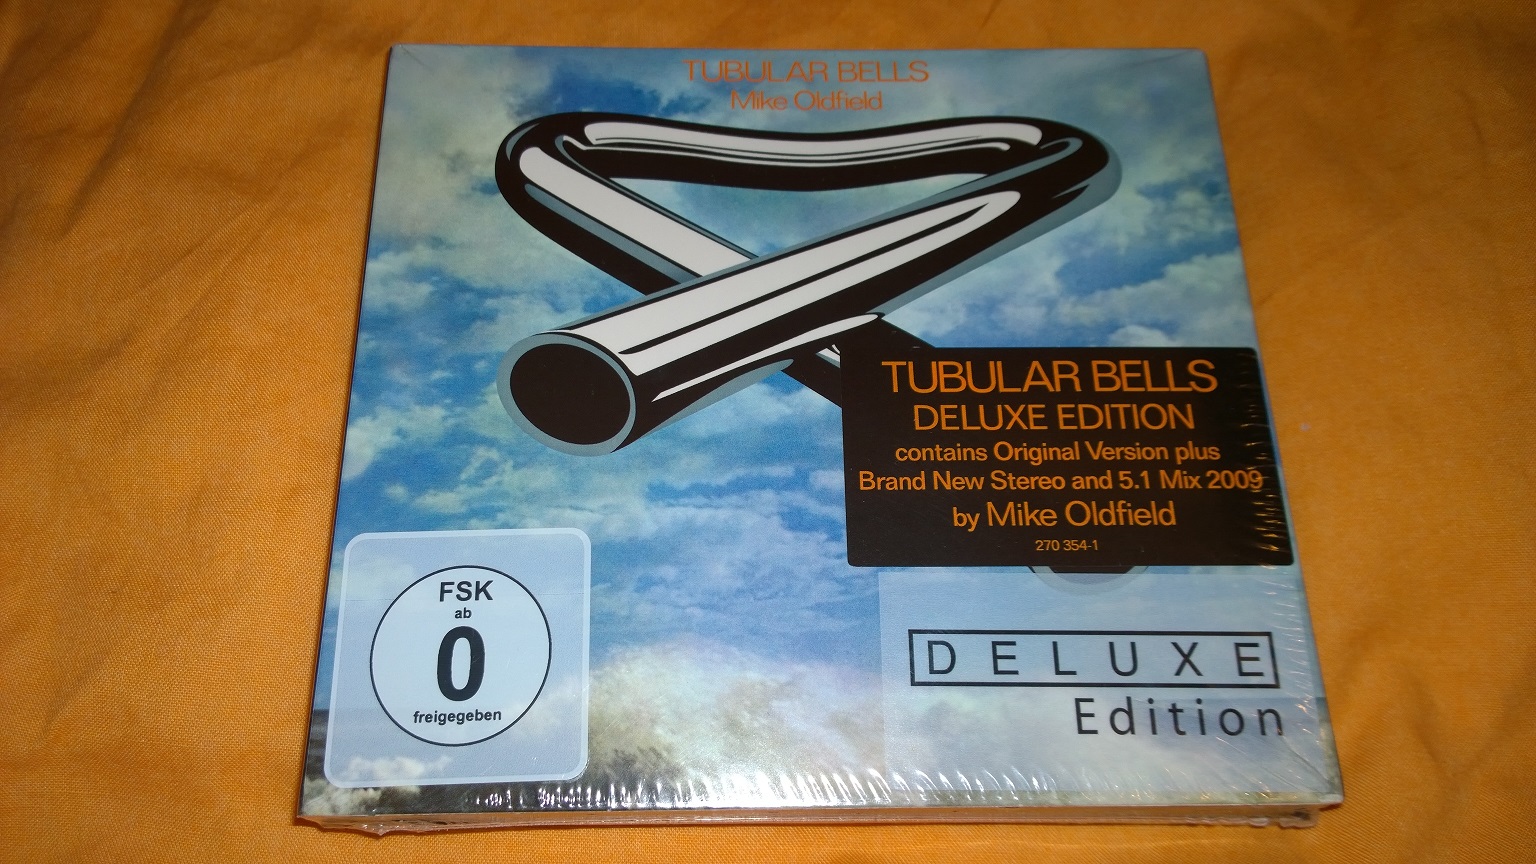 TUBULAR BELLS
Mike Oldfield
TUBULAR BELLS
DELUXE EDITION
contains Original Version plus
Brand New Stereo and 5.1 Mix 2009
by Mike Oldfield
270 354-1
FSK
ab
0
freigegeben
DELUXE
Edition